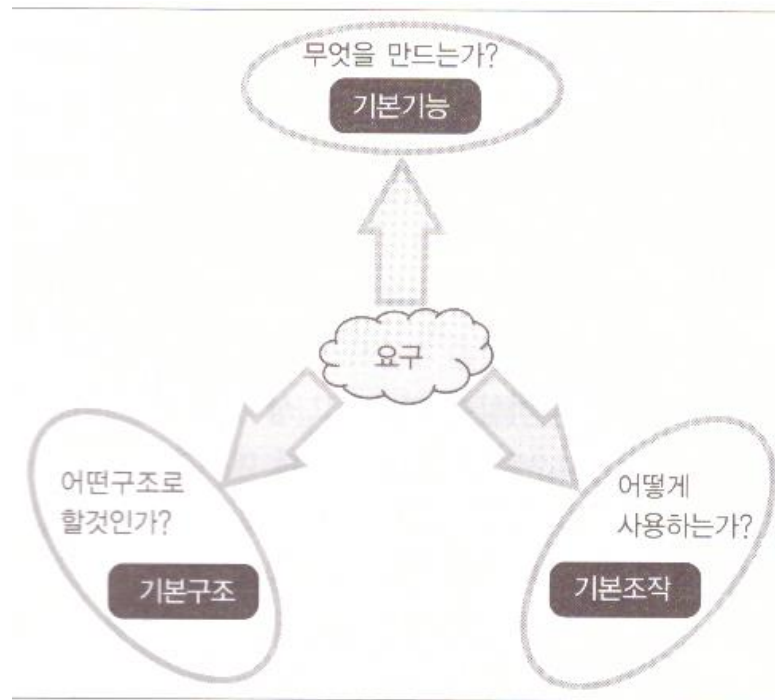 무엇을 만드는가?
기본기능
요구
어떤구조로
할것인가?
기본구조
어떻게
사용하는가?
기본조작